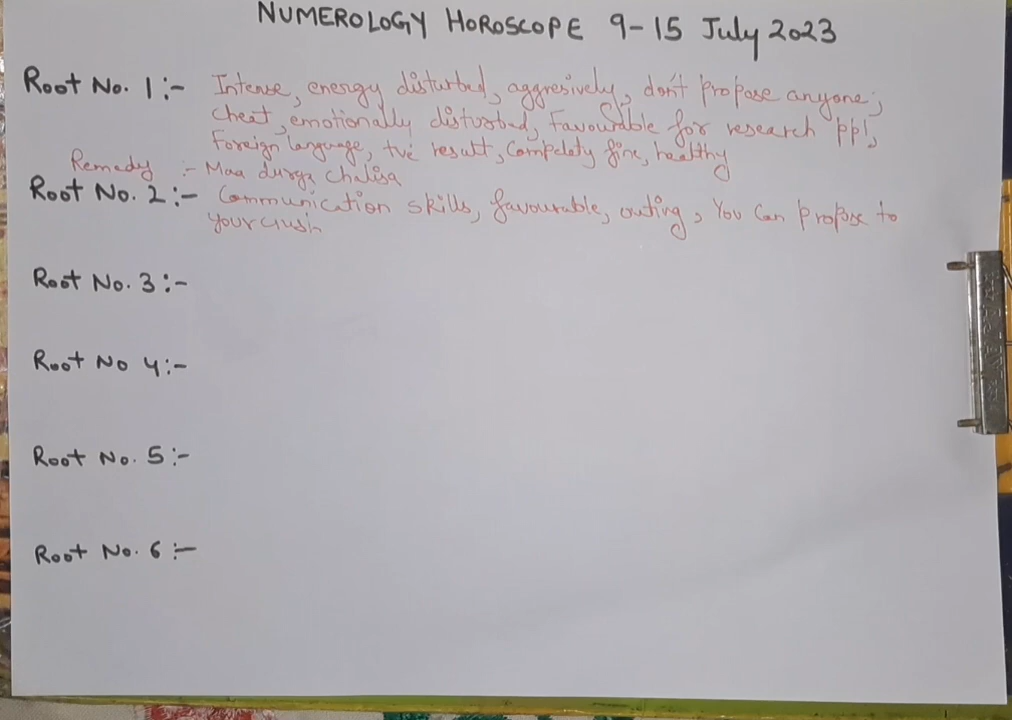 NUMEROLOGY HOROSCOPE 9-15 July 2023
Root No. 1:- Intense, energy disturbed, aggresively, don't propose anyone,
cheat, emotionally disturbed, Favourable for research ppl,
Foreign language, tve result, Completly fine, healthy
Remedy :- Maa durga Chalisa
Root No. 2:- Communication skills, favourable, outing, You Can propose to
your crush
Root No. 3:-
Root No 4:-
Root No. 5:-
Root No. 6:-